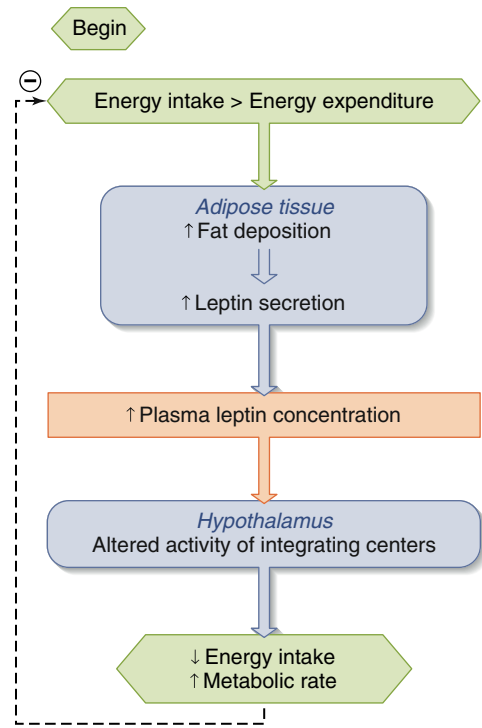 Begin
⊖
Energy intake > Energy expenditure
Adipose tissue
↑ Fat deposition
↑ Leptin secretion
↑ Plasma leptin concentration
Hypothalamus
Altered activity of integrating centers
↓ Energy intake
↑ Metabolic rate